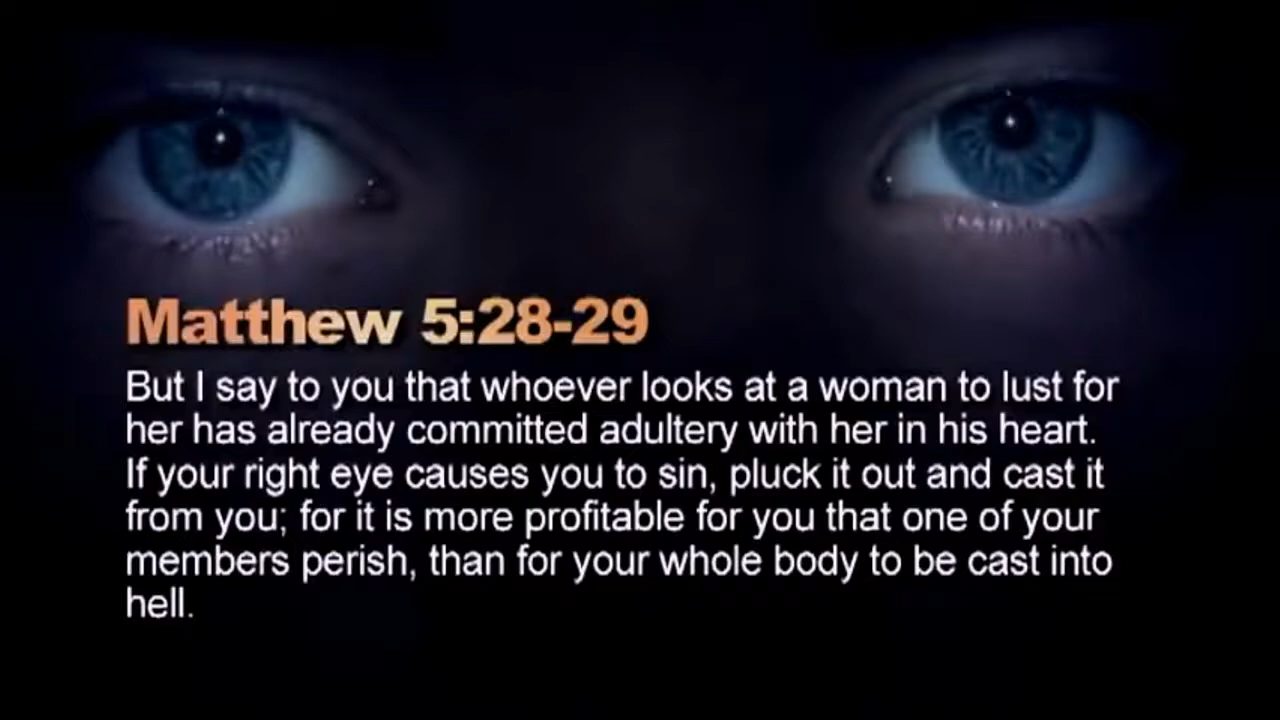 Matthew 5:28-29
But I say to you that whoever looks at a woman to lust for
her has already committed adultery with her in his heart.
If your right eye causes you to sin, pluck it out and cast it
from you; for it is more profitable for you that one of your
members perish, than for your whole body to be cast into
hell.